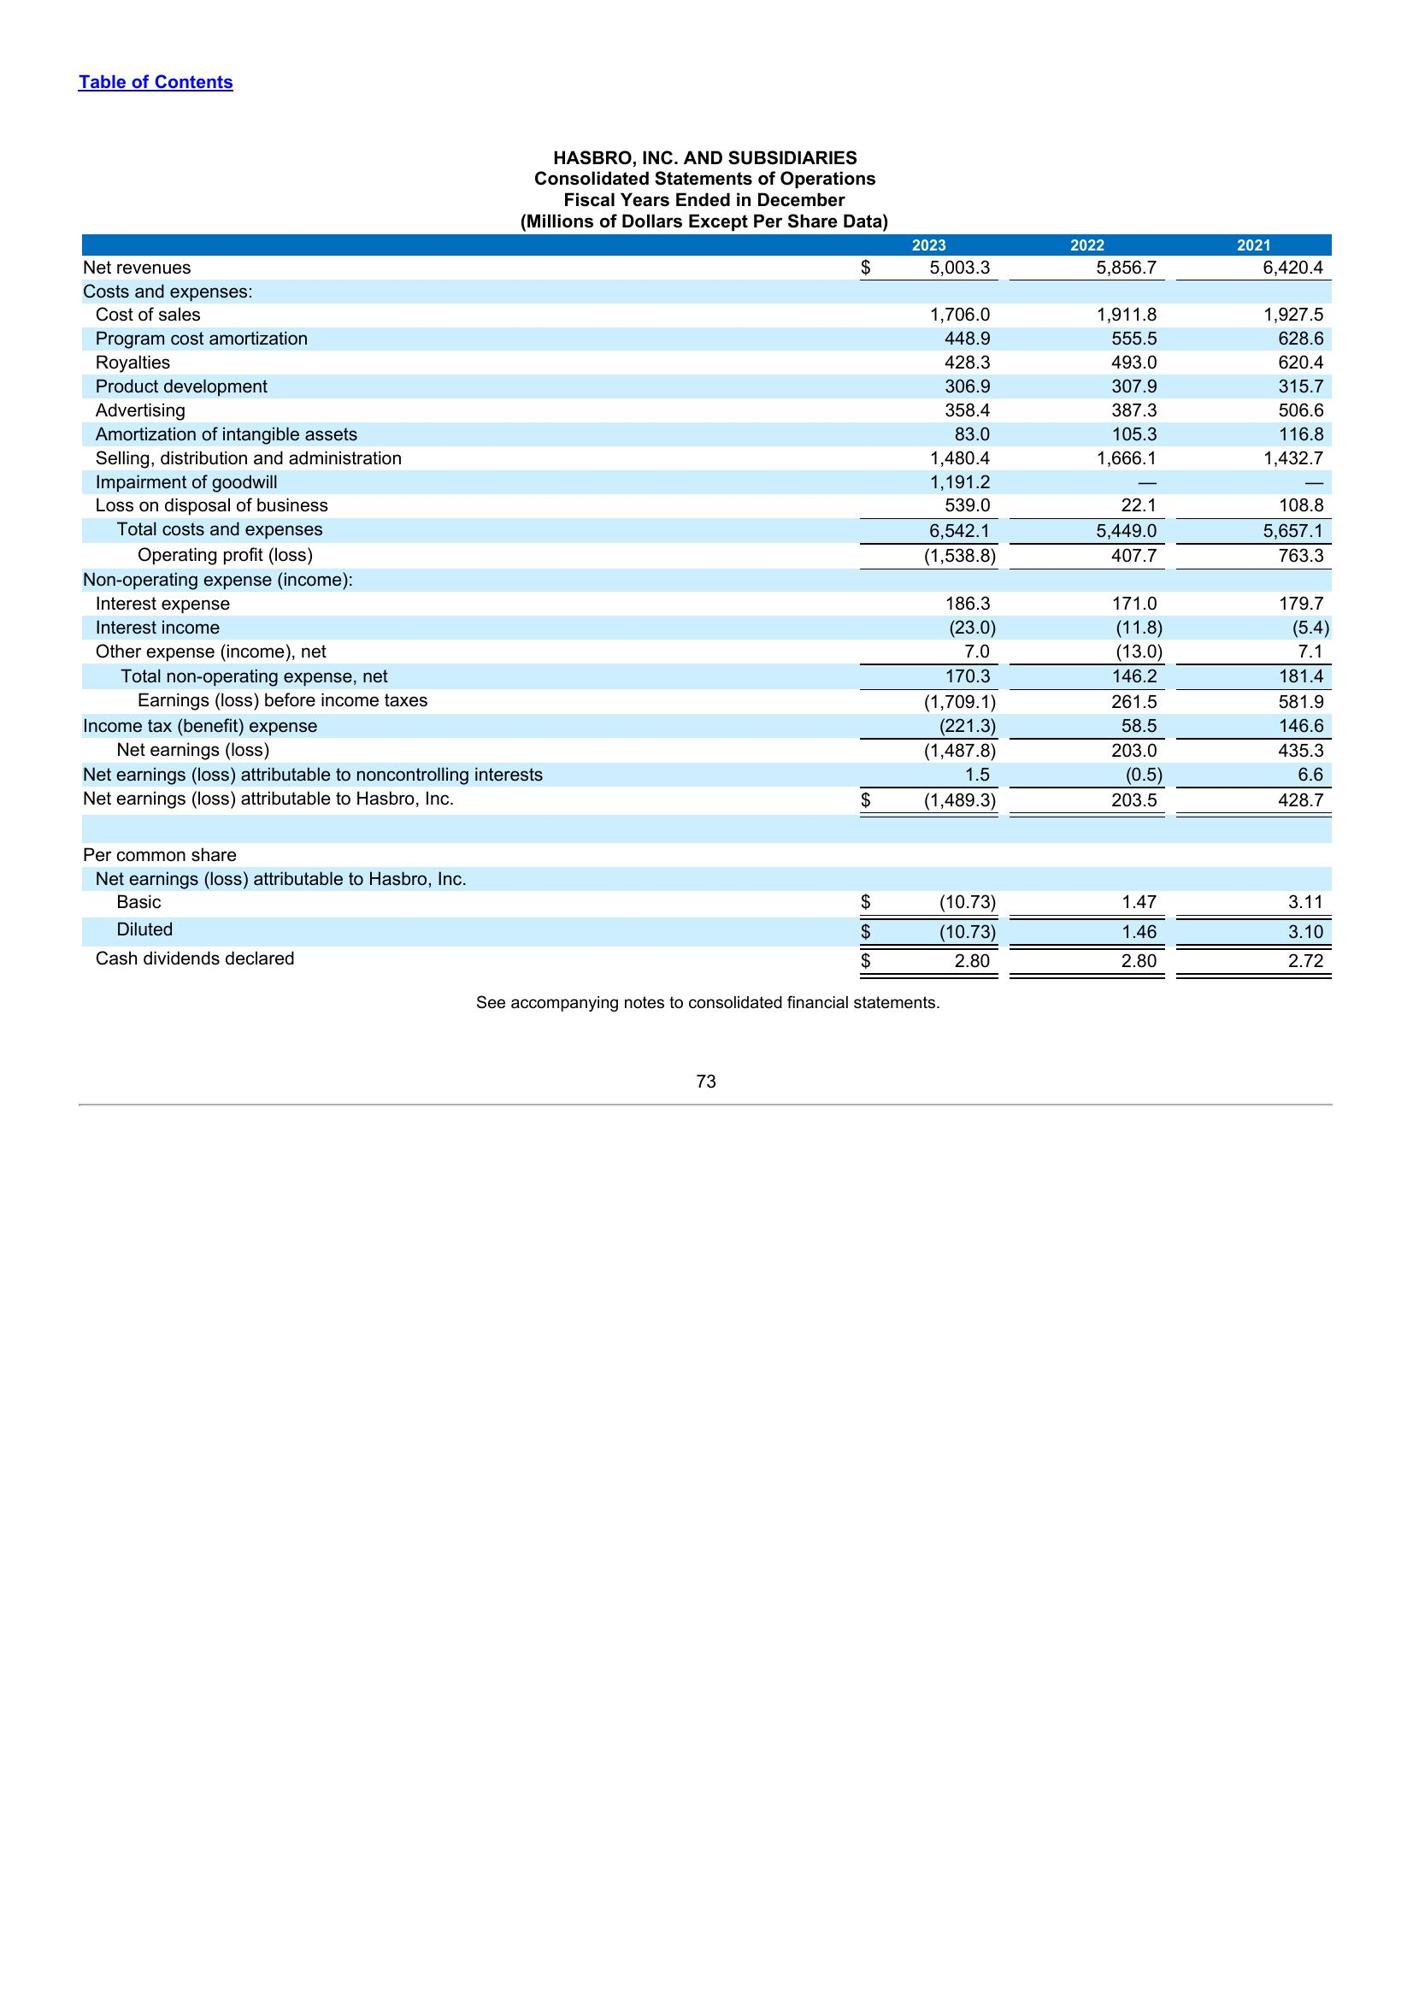 Table of Contents
HASBRO, INC. AND SUBSIDIARIES
Consolidated Statements of Operations
Fiscal Years Ended in December
(Millions of Dollars Except Per Share Data)
2023 2022 2021
Net revenues $ 5,003.3 5,856.7 6,420.4
Costs and expenses:
Cost of sales 1,706.0 1,911.8 1,927.5
Program cost amortization 448.9 555.5 628.6
Royalties 428.3 493.0 620.4
Product development 306.9 307.9 315.7
Advertising 358.4 387.3 506.6
Amortization of intangible assets 83.0 105.3 116.8
Selling, distribution and administration 1,480.4 1,666.1 1,432.7
Impairment of goodwill 1,191.2 — —
Loss on disposal of business 539.0 22.1 108.8
Total costs and expenses 6,542.1 5,449.0 5,657.1
Operating profit (loss) (1,538.8) 407.7 763.3
Non-operating expense (income):
Interest expense 186.3 171.0 179.7
Interest income (23.0) (11.8) (5.4)
Other expense (income), net 7.0 (13.0) 7.1
Total non-operating expense, net 170.3 146.2 181.4
Earnings (loss) before income taxes (1,709.1) 261.5 581.9
Income tax (benefit) expense (221.3) 58.5 146.6
Net earnings (loss) (1,487.8) 203.0 435.3
Net earnings (loss) attributable to noncontrolling interests 1.5 (0.5) 6.6
Net earnings (loss) attributable to Hasbro, Inc. $ (1,489.3) 203.5 428.7
Per common share
Net earnings (loss) attributable to Hasbro, Inc.
Basic $ (10.73) 1.47 3.11
Diluted $ (10.73) 1.46 3.10
Cash dividends declared $ 2.80 2.80 2.72
See accompanying notes to consolidated financial statements.
73